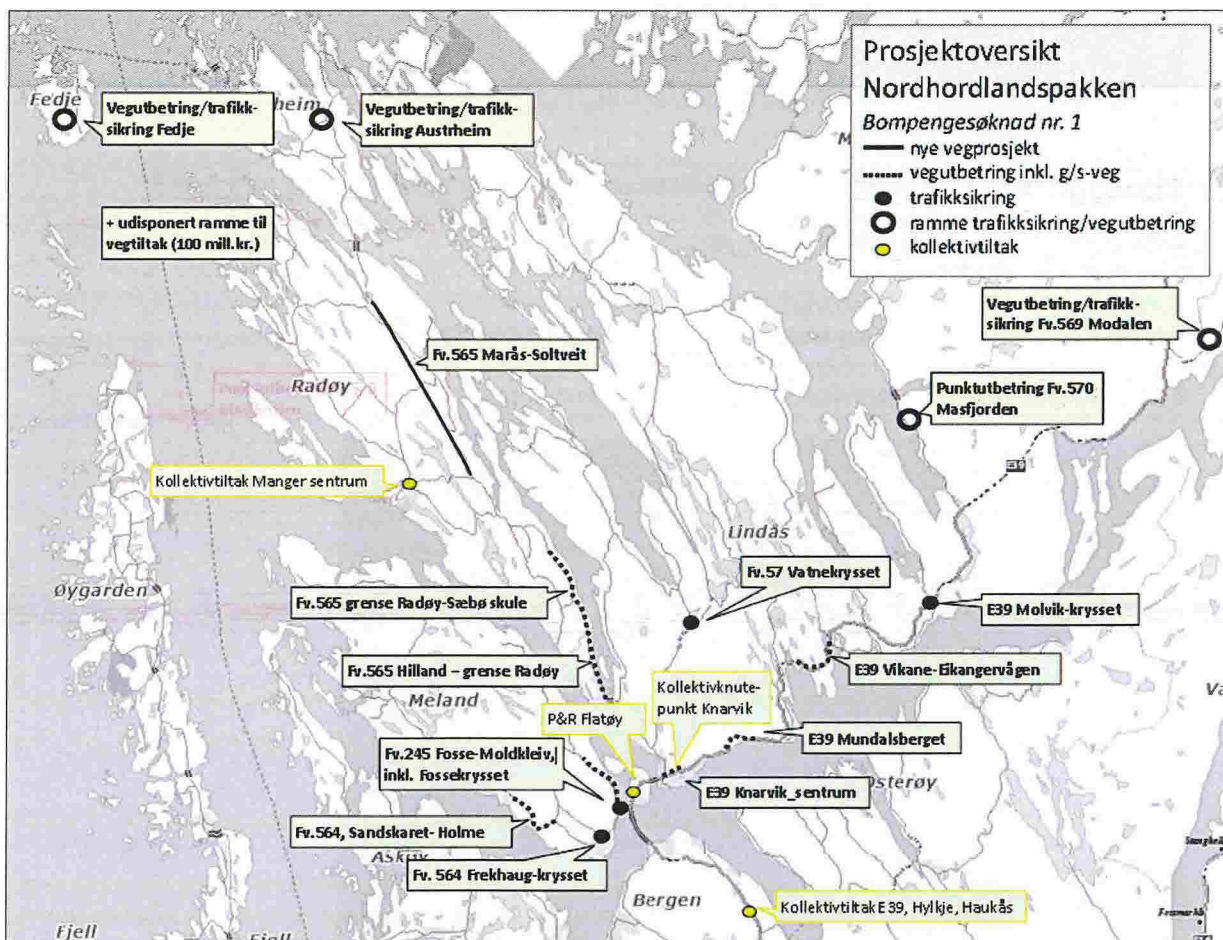 Prosjektoversikt
Nordhordlandspakken
Bompengesøknad nr. 1
nye vegprosjekt
vegutbetring inkl. g/s-veg
trafikksikring
ramme trafikksikring/vegutbetring
kollektivtiltak
Fedje
Vegutbetring/trafikk-
sikring Fedje
heim
Vegutbetring/trafikk-
sikring Austrheim
+ udisponert ramme til
vegtiltak (100 mill.kr.)
Vegutbetring/trafikk-
sikring Fv.569 Modalen
Fv.565 Marås-Soltveit
Radøy
Punktutbetring Fv.570
Masfjorden
E39
Kollektivtiltak Manger sentrum
Lindås
Fv.57 Vatnekrysset
Øygarden
Fv.565 grense Radøy-Sæbø skule
E39 Molvik-krysset
Fv.565 Hilland – grense Radøy
E39 Vikane-Eikangervågen
Meland
Kollektivknute-
punkt Knarvik
P&R Flatøy
Fv.245 Fosse-Moldkleiv,
inkl. Fossekrysset
E39 Mundalsberget
E39 Knarvik_sentrum
osterøy
Fv.564, Sandskaret- Holme
Askøy
Fv. 564 Frekhaug-krysset
Bergen
Kollektivtiltak E39, Hylkje, Haukås
Fjell
Fjell